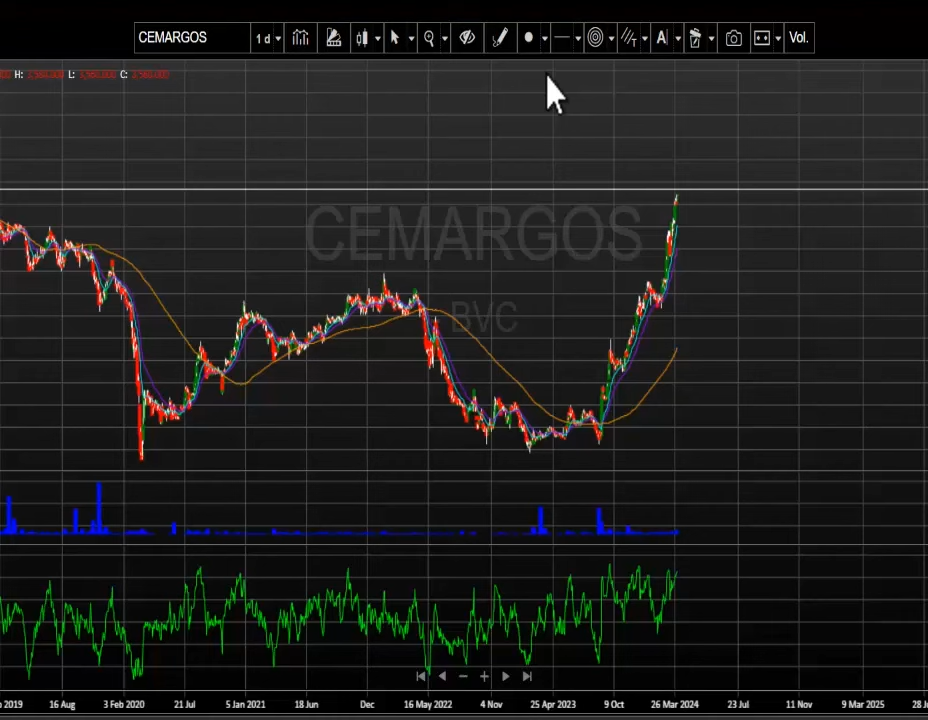 CEMARGOS 1 d T A Vol.
H: L: C:
CEMARGOS
BVC
2019 16 Aug 3 Feb 2020 21 Jul 5 Jan 2021 18 Jun Dec 16 May 2022 4 Nov 25 Apr 2023 9 Oct 26 Mar 2024 23 Jul 11 Nov 9 Mar 2025 28